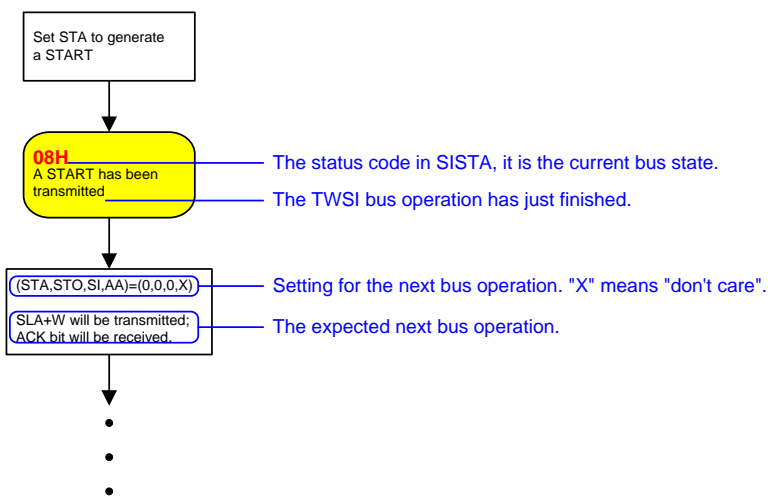 Set STA to generate
a START
08H
A START has been
transmitted
The status code in SISTA, it is the current bus state.
The TWSI bus operation has just finished.
(STA,STO,SI,AA)=(0,0,0,X)
Setting for the next bus operation. "X" means "don't care".
SLA+W will be transmitted;
ACK bit will be received.
The expected next bus operation.